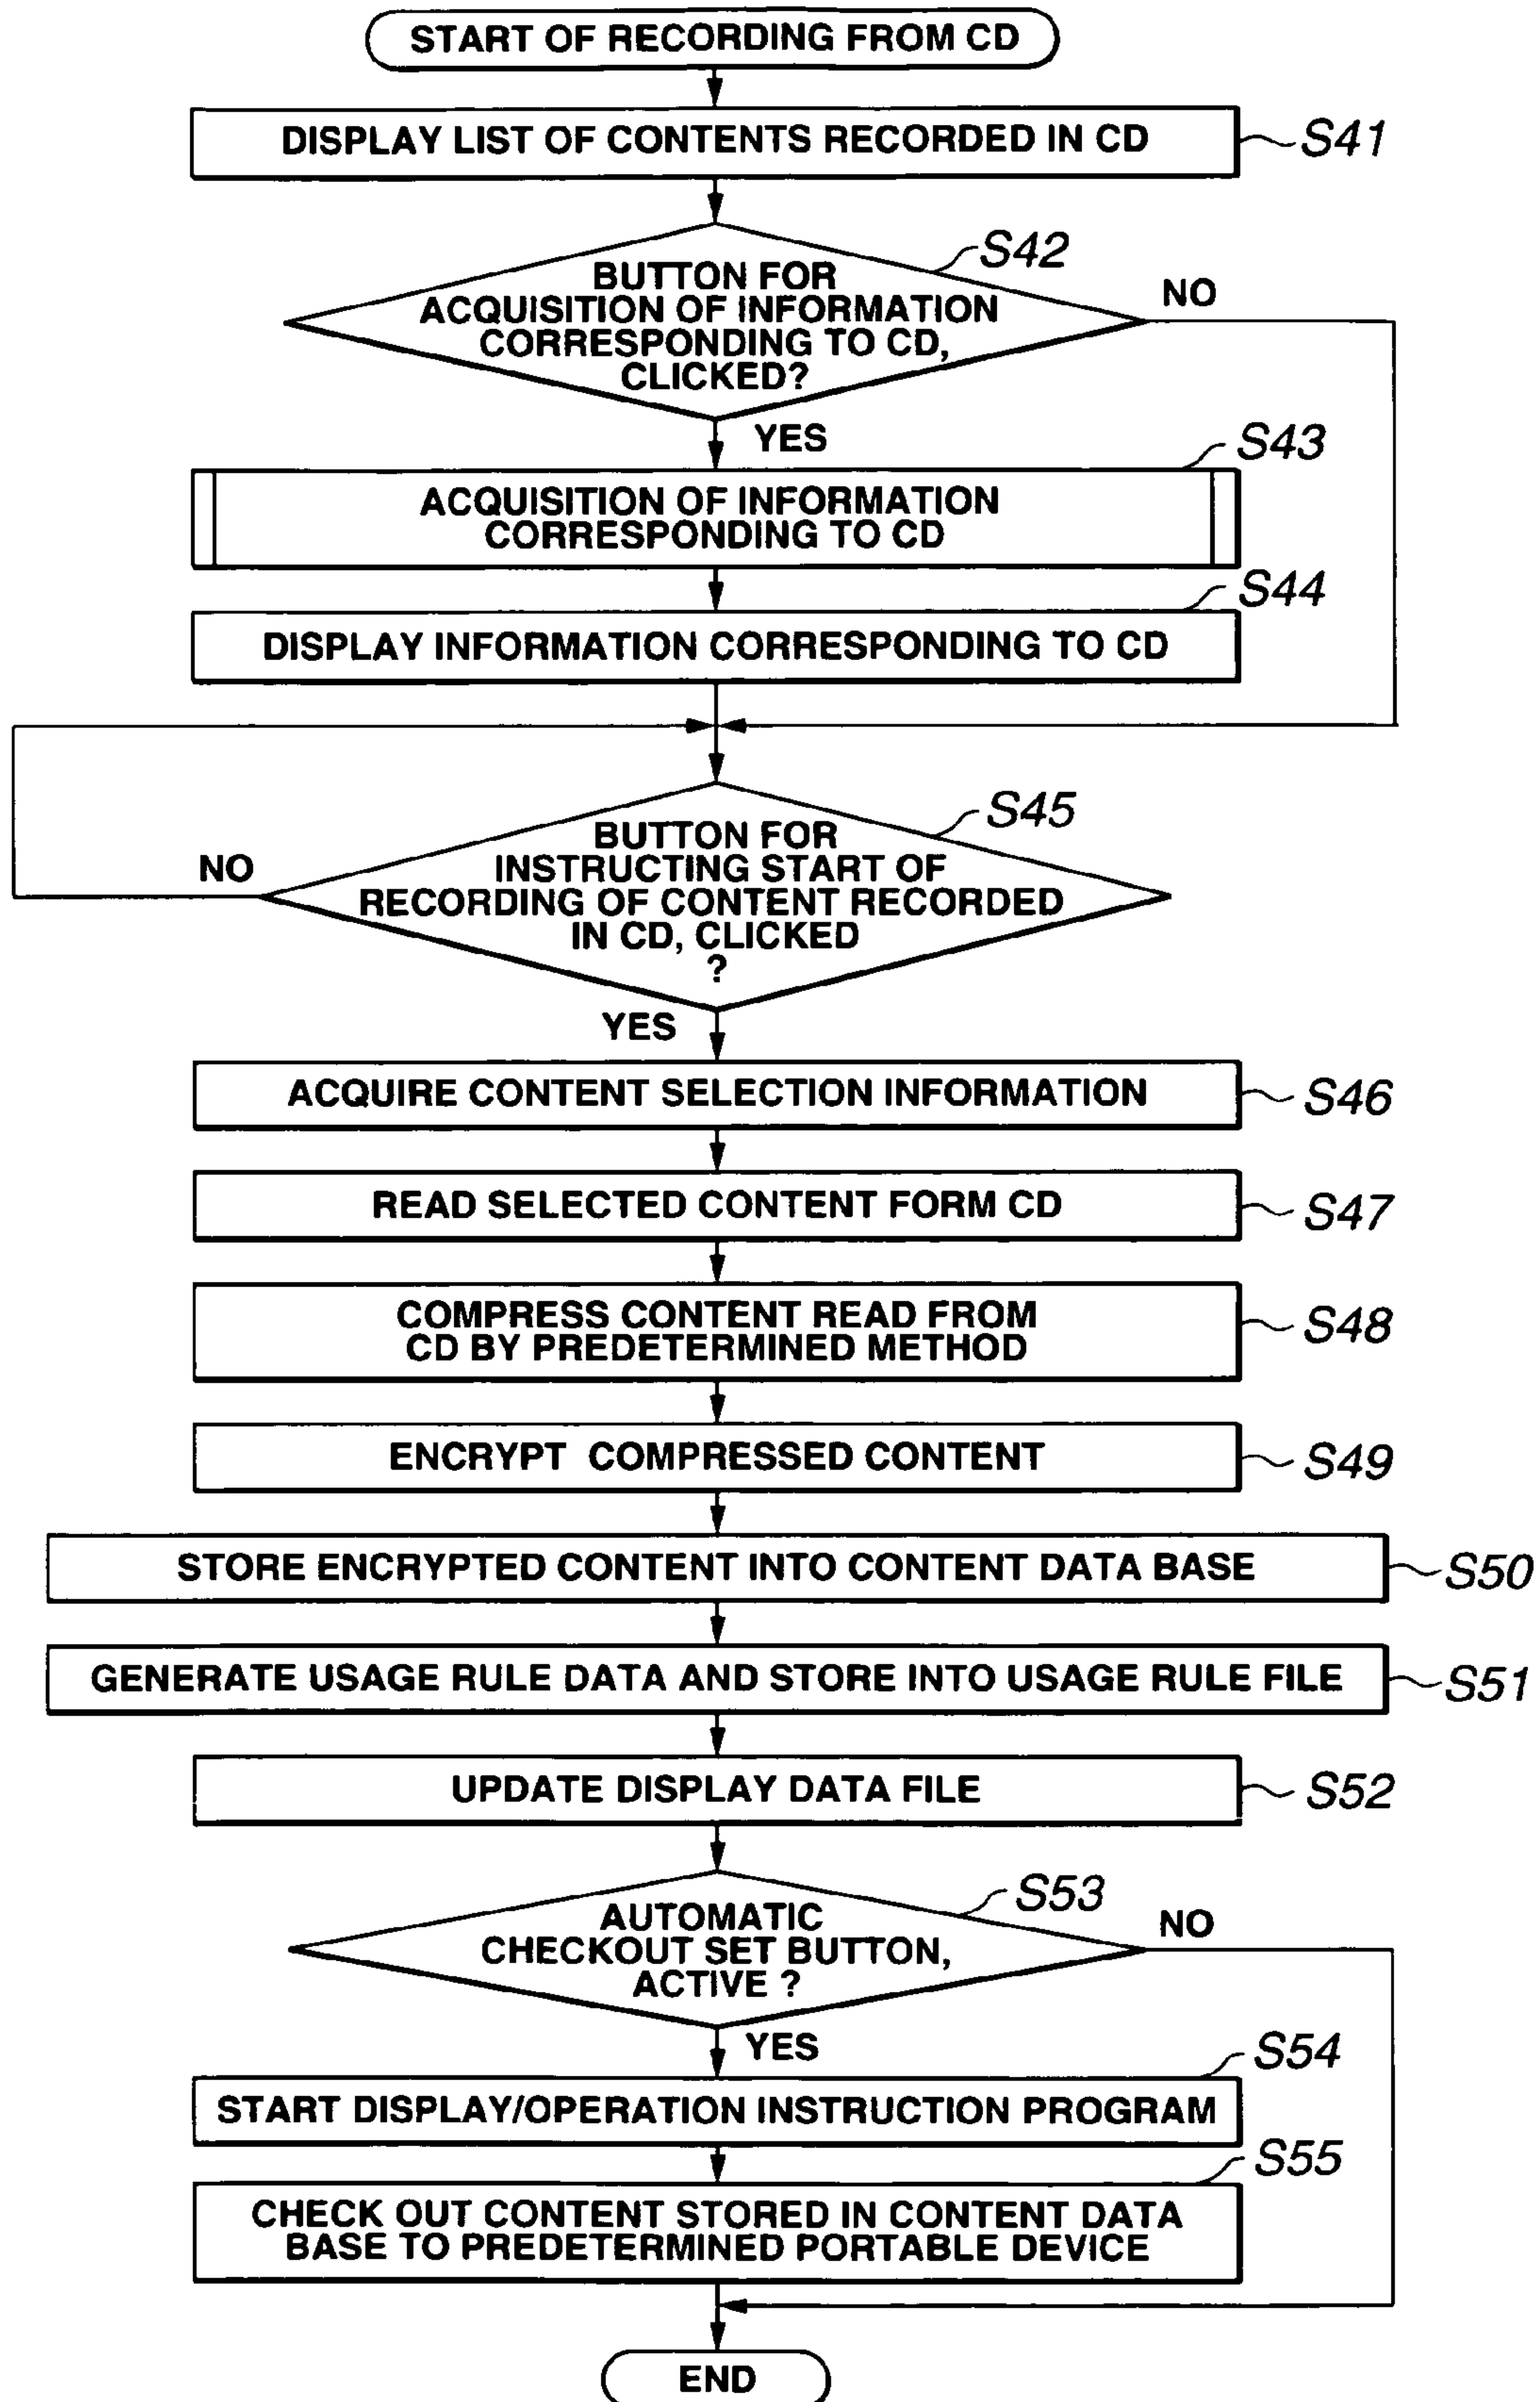 START OF RECORDING FROM CD
DISPLAY LIST OF CONTENTS RECORDED IN CD
S41
S42
BUTTON FOR
ACQUISITION OF INFORMATION
CORRESPONDING TO CD,
CLICKED?
NO
YES
S43
ACQUISITION OF INFORMATION
CORRESPONDING TO CD
S44
DISPLAY INFORMATION CORRESPONDING TO CD
S45
BUTTON FOR
INSTRUCTING START OF
RECORDING OF CONTENT RECORDED
IN CD, CLICKED
?
NO
YES
ACQUIRE CONTENT SELECTION INFORMATION
S46
READ SELECTED CONTENT FORM CD
S47
COMPRESS CONTENT READ FROM
CD BY PREDETERMINED METHOD
S48
ENCRYPT COMPRESSED CONTENT
S49
STORE ENCRYPTED CONTENT INTO CONTENT DATA BASE
S50
GENERATE USAGE RULE DATA AND STORE INTO USAGE RULE FILE
S51
UPDATE DISPLAY DATA FILE
S52
S53
AUTOMATIC
CHECKOUT SET BUTTON,
ACTIVE ?
NO
YES
S54
START DISPLAY/OPERATION INSTRUCTION PROGRAM
S55
CHECK OUT CONTENT STORED IN CONTENT DATA
BASE TO PREDETERMINED PORTABLE DEVICE
END